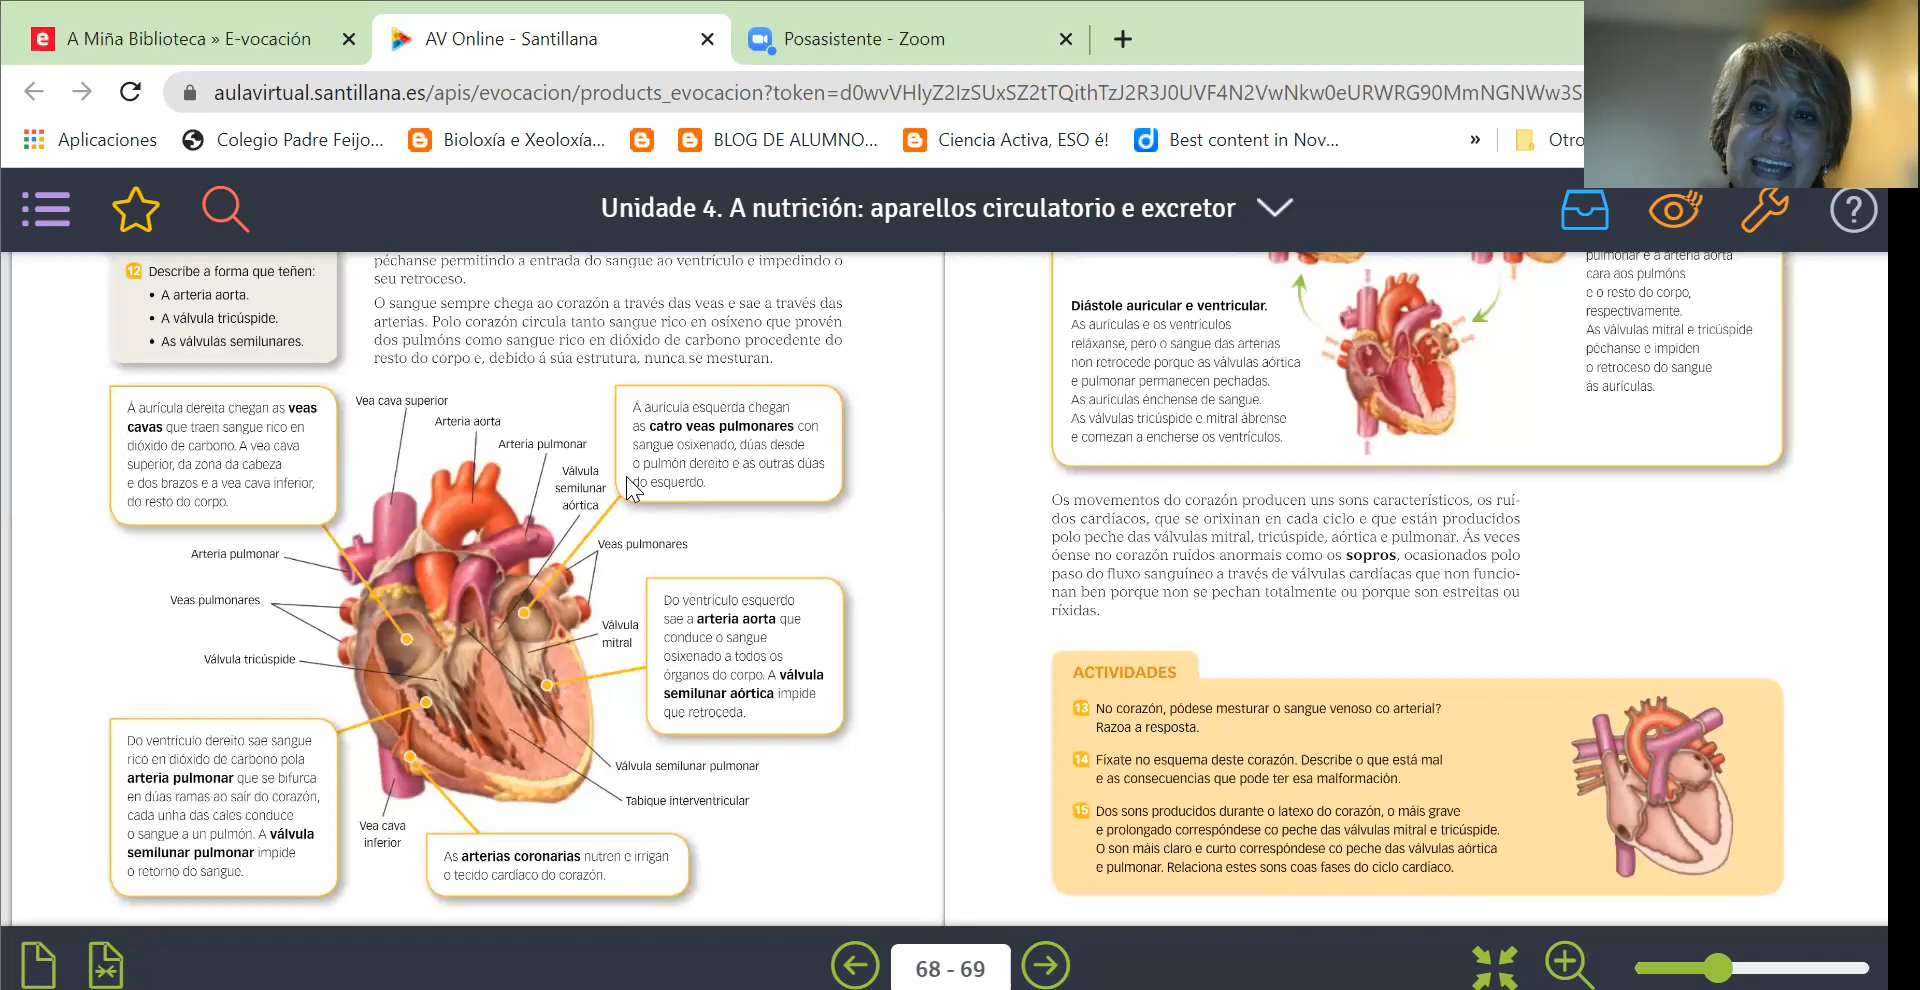 A Miña Biblioteca » E-vocación
AV Online - Santillana
Posasistente - Zoom
aulavirtual.santillana.es/apis/evocacion/products_evocacion?token=d0wvVHlyZ2IzSUxSZ2tTQithTzJ2R3J0UVF4N2VwNkw0eURWRG90MmNGNWw3S
Aplicaciones
Colegio Padre Feijo...
Bioloxía e Xeoloxía...
BLOG DE ALUMNO...
Ciencia Activa, ESO é!
Best content in Nov...
»
Otro
Unidade 4. A nutrición: aparellos circulatorio e excretor
12 Describe a forma que teñen:
• A arteria aorta.
• A válvula tricúspide.
• As válvulas semilunares.
péchanse permitindo a entrada do sangue ao ventrículo e impedindo o
seu retroceso.
O sangue sempre chega ao corazón a través das veas e sae a través das
arterias. Polo corazón circula tanto sangue rico en osíxeno que provén
dos pulmóns como sangue rico en dióxido de carbono procedente do
resto do corpo e, debido á súa estrutura, nunca se mesturan.
Á aurícula dereita chegan as veas
cavas que traen sangue rico en
dióxido de carbono. A vea cava
superior, da zona da cabeza
e dos brazos e a vea cava inferior,
do resto do corpo.
Vea cava superior
Arteria aorta
Arteria pulmonar
Válvula
semilunar
aórtica
Á aurícula esquerda chegan
as catro veas pulmonares con
sangue osixenado, dúas desde
o pulmón dereito e as outras dúas
do esquerdo.
Arteria pulmonar
Veas pulmonares
Veas pulmonares
Válvula
mitral
Válvula tricúspide
Do ventrículo esquerdo
sae a arteria aorta que
conduce o sangue
osixenado a todos os
órganos do corpo. A válvula
semilunar aórtica impide
que retroceda.
Do ventrículo dereito sae sangue
rico en dióxido de carbono pola
arteria pulmonar que se bifurca
en dúas ramas ao saír do corazón,
cada unha das cales conduce
o sangue a un pulmón. A válvula
semilunar pulmonar impide
o retorno do sangue.
Válvula semilunar pulmonar
Tabique interventricular
Vea cava
inferior
As arterias coronarias nutren e irrigan
o tecido cardíaco do corazón.
Diástole auricular e ventricular.
As aurículas e os ventrículos
reláxanse, pero o sangue das arterias
non retrocede porque as válvulas aórtica
e pulmonar permanecen pechadas.
As aurículas énchense de sangue.
As válvulas tricúspide e mitral ábrense
e comezan a encherse os ventrículos.
pulmonar e a arteria aorta
cara aos pulmóns
e o resto do corpo,
respectivamente.
As válvulas mitral e tricúspide
péchanse e impiden
o retroceso do sangue
ás aurículas.
Os movementos do corazón producen uns sons característicos, os ruí-
dos cardíacos, que se orixinan en cada ciclo e que están producidos
polo peche das válvulas mitral, tricúspide, aórtica e pulmonar. Ás veces
óense no corazón ruídos anormais como os sopros, ocasionados polo
paso do fluxo sanguíneo a través de válvulas cardíacas que non funcio-
nan ben porque non se pechan totalmente ou porque son estreitas ou
ríxidas.
ACTIVIDADES
13 No corazón, pódese mesturar o sangue venoso co arterial?
Razoa a resposta.
14 Fíxate no esquema deste corazón. Describe o que está mal
e as consecuencias que pode ter esa malformación.
15 Dos sons producidos durante o latexo do corazón, o máis grave
e prolongado correspóndese co peche das válvulas mitral e tricúspide.
O son máis claro e curto correspóndese co peche das válvulas aórtica
e pulmonar. Relaciona estes sons coas fases do ciclo cardíaco.
68 - 69